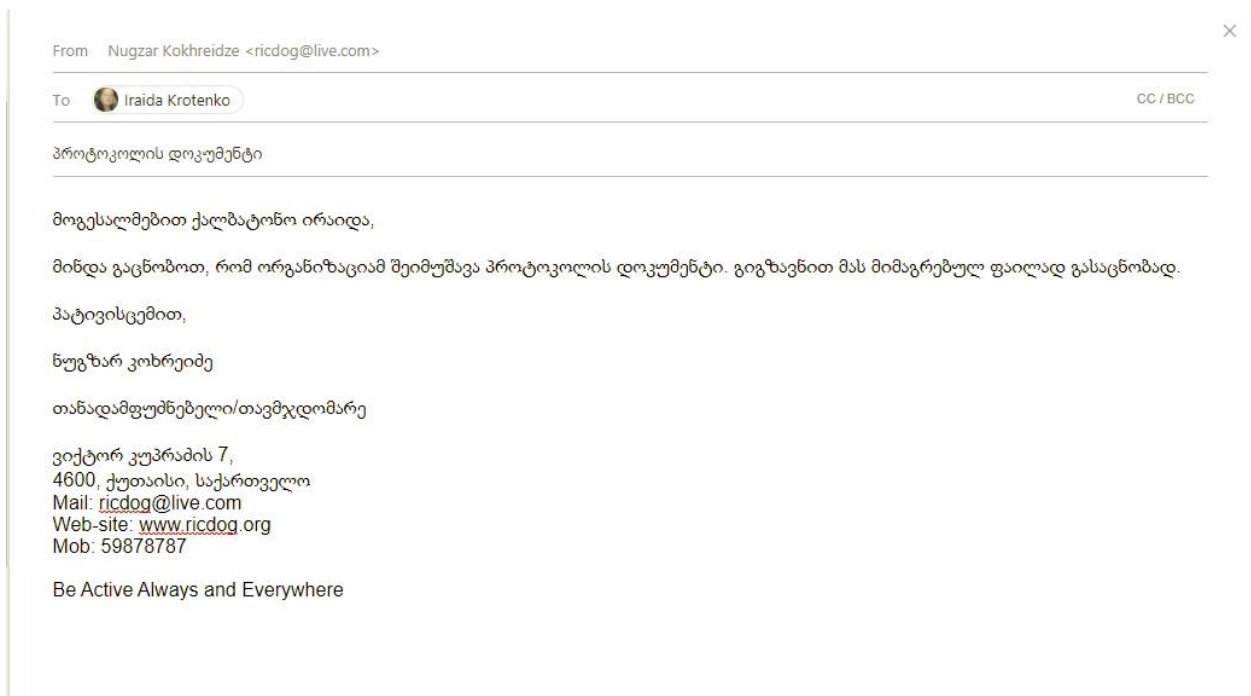 From Nugzar Kokhreidze <ricdog@live.com>
To Iraida Krotenko CC / BCC
პროტოკოლის დოკუმენტი
მოგესალმებით ქალბატონო ირაიდა,
მინდა გაცნობოთ, რომ ორგანიზაციამ შეიმუშავა პროტოკოლის დოკუმენტი. გიგზავნით მას მიმაგრებულ ფაილად გასაცნობად.
პატივისცემით,
ნუგზარ კოხრეიძე
თანადამფუძნებელი/თავმჯდომარე
ვიქტორ კუპრაძის 7,
4600, ქუთაისი, საქართველო
Mail: ricdog@live.com
Web-site: www.ricdog.org
Mob: 59878787
Be Active Always and Everywhere